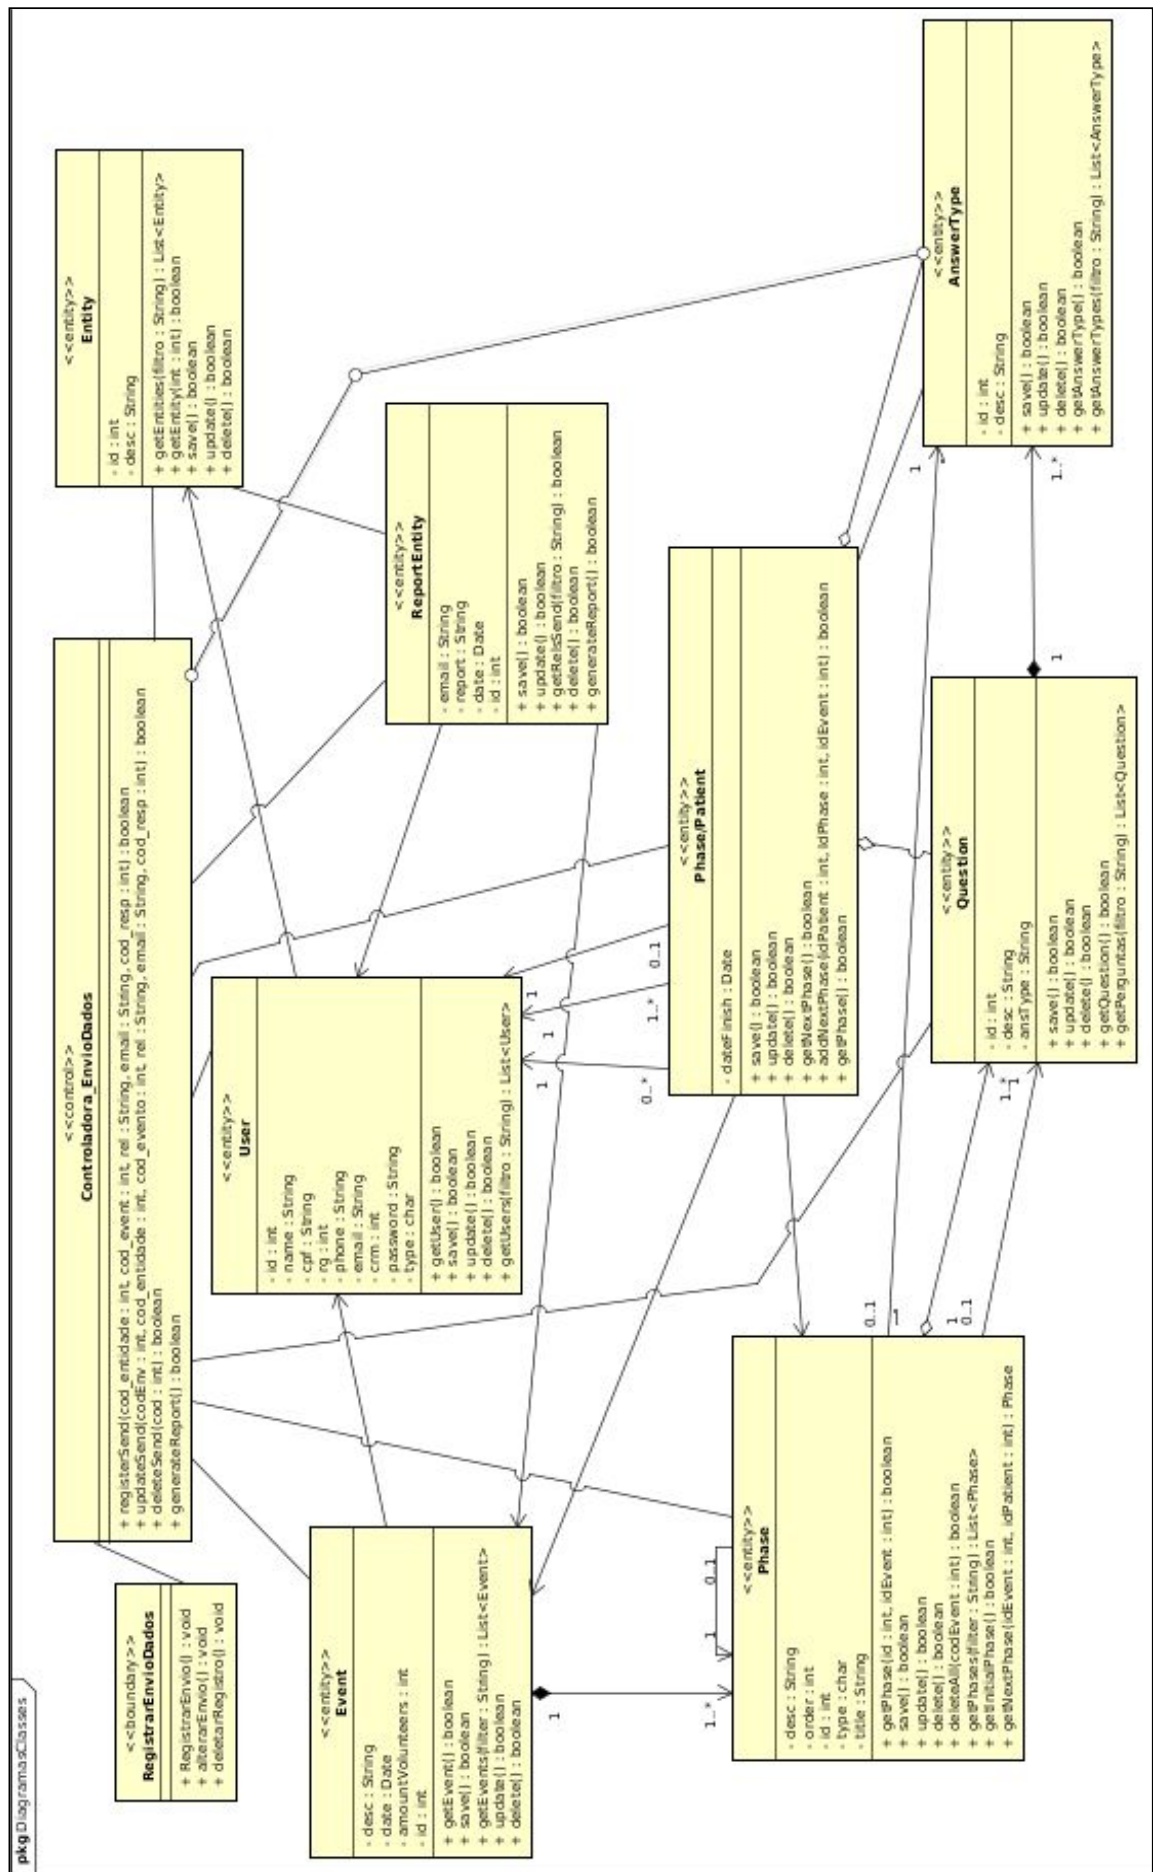 pkg DiagramasClasses
<<boundary>>
RegistrarEnvioDados
+ RegistrarEnvio() : void
+ alterarEnvio() : void
+ deletarRegistro() : void
<<control>>
Controladora_EnvioDados
+ registerSend(cod_entidade : int, cod_event : int, rel : String, email : String, cod_resp : int) : boolean
+ updateSend(codEnv : int, cod_entidade : int, cod_evento : int, rel : String, email : String, cod_resp : int) : boolean
+ deleteSend(cod : int) : boolean
+ generateReport() : boolean
<<entity>>
Entity
- id : int
- desc : String
+ getEntities(filtro : String) : List<Entity>
+ getEntity(int : int) : boolean
+ save() : boolean
+ update() : boolean
+ delete() : boolean
<<entity>>
User
- id : int
- name : String
- cpf : String
- rg : int
- phone : String
- email : String
- crm : int
- password : String
- type : char
+ getUser() : boolean
+ save() : boolean
+ update() : boolean
+ delete() : boolean
+ getUsers(filtro : String) : List<User>
<<entity>>
ReportEntity
- email : String
- report : String
- date : Date
- id : int
+ save() : boolean
+ update() : boolean
+ getRelsSend(filtro : String) : boolean
+ delete() : boolean
+ generateReport() : boolean
<<entity>>
Event
- desc : String
- date : Date
- amountVolunteers : int
- id : int
+ getEvent() : boolean
+ save() : boolean
+ getEvents(filter : String) : List<Event>
+ update() : boolean
+ delete() : boolean
1
1..*
1
1
1
0..*
1..*
0..1
<<entity>>
Phase/Patient
- dateFinish : Date
+ save() : boolean
+ update() : boolean
+ delete() : boolean
+ getNextPhase() : boolean
+ addNextPhase(idPatient : int, idPhase : int, idEvent : int) : boolean
+ getPhase() : boolean
<<entity>>
Phase
- desc : String
- order : int
- id : int
- type : char
- title : String
+ getPhase(id : int, idEvent : int) : boolean
+ save() : boolean
+ update() : boolean
+ delete() : boolean
+ deleteAll(codEvent : int) : boolean
+ getPhases(filter : String) : List<Phase>
+ getInitialPhase() : boolean
+ getNextPhase(idEvent : int, idPatient : int) : Phase
1
0..1
0..1
1
1
0..1
1..*
1
<<entity>>
Question
- id : int
- desc : String
- ansType : String
+ save() : boolean
+ update() : boolean
+ delete() : boolean
+ getQuestion() : boolean
+ getPerguntas(filtro : String) : List<Question>
1
1..*
1
<<entity>>
AnswerType
- id : int
- desc : String
+ save() : boolean
+ update() : boolean
+ delete() : boolean
+ getAnswerType() : boolean
+ getAnswerTypes(filtro : String) : List<AnswerType>